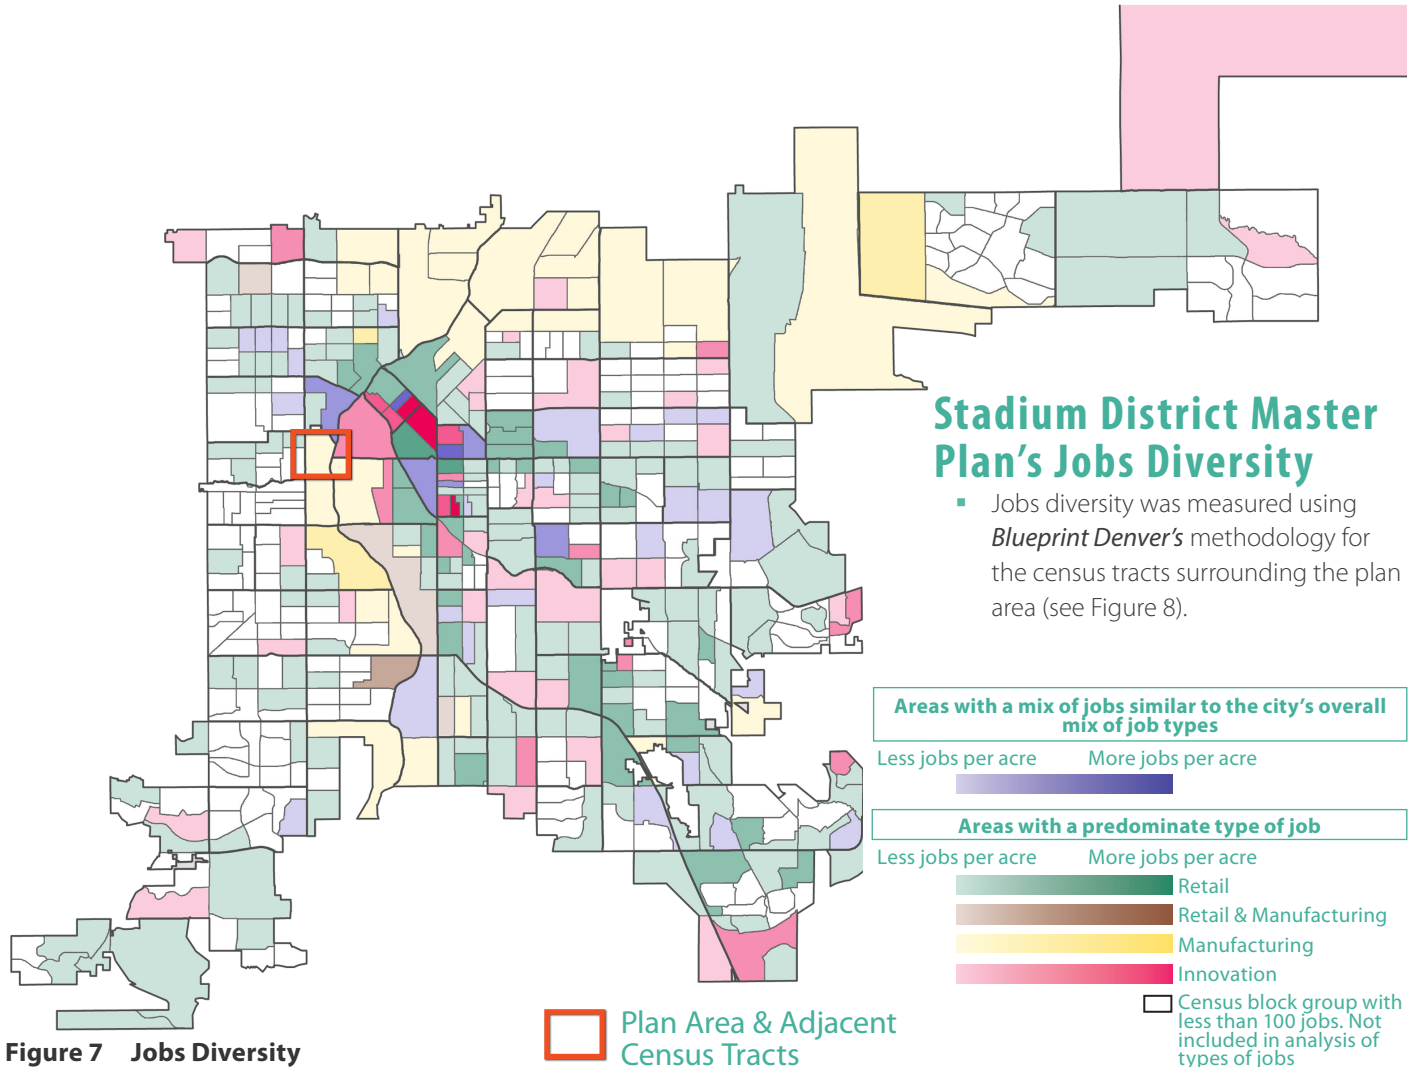 Stadium District Master
Plan's Jobs Diversity
▪ Jobs diversity was measured using
Blueprint Denver's methodology for
the census tracts surrounding the plan
area (see Figure 8).
Areas with a mix of jobs similar to the city's overall
mix of job types
Less jobs per acre More jobs per acre
Areas with a predominate type of job
Less jobs per acre More jobs per acre
Retail
Retail & Manufacturing
Manufacturing
Innovation
Census block group with
less than 100 jobs. Not
included in analysis of
types of jobs
Plan Area & Adjacent
Census Tracts
Figure 7 Jobs Diversity